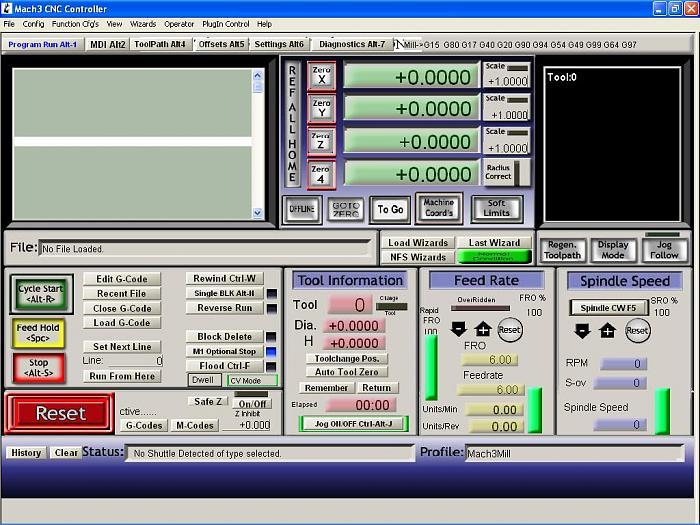 Mach3 CNC Controller
File Config Function Cfg's View Wizards Operator PlugIn Control Help
Program Run Alt-1 MDI Alt2 ToolPath Alt4 Offsets Alt5 Settings Alt6 Diagnostics Alt-7 Mill->G15 G80 G17 G40 G20 G90 G94 G54 G49 G99 G64 G97
REF ALL HOME
Zero X +0.0000 Scale +1.0000
Zero Y +0.0000 Scale +1.0000
Zero Z +0.0000 Scale +1.0000
Zero 4 +0.0000 Radius Correct
OFFLINE GOTO ZERO To Go Machine Coord's Soft Limits
Tool:0
File: No File Loaded.
Load Wizards Last Wizard
NFS Wizards Normal Condition
Regen. Toolpath Display Mode Jog Follow
Cycle Start <Alt-R>
Feed Hold <Spc>
Stop <Alt-S>
Edit G-Code
Recent File
Close G-Code
Load G-Code
Set Next Line
Line: 0
Run From Here
Rewind Ctrl-W
Single BLK Alt-N
Reverse Run
Block Delete
M1 Optional Stop
Flood Ctrl-F
Dwell CV Mode
Reset
ctive......
G-Codes M-Codes
Safe Z On/Off
Z Inhibit
+0.000
Tool Information
Tool 0 Change Tool
Dia. +0.0000
H +0.0000
Toolchange Pos.
Auto Tool Zero
Remember Return
Elapsed 00:00
Jog ON/OFF Ctrl-Alt-J
Feed Rate
OverRidden FRO %
100
Rapid FRO
100
Reset
FRO
6.00
Feedrate
6.00
Units/Min 0.00
Units/Rev 0.00
Spindle Speed
Spindle CW F5 SRO %
100
Reset
RPM 0
S-ov 0
Spindle Speed
0
History Clear Status: No Shuttle Detected of type selected. Profile: Mach3Mill